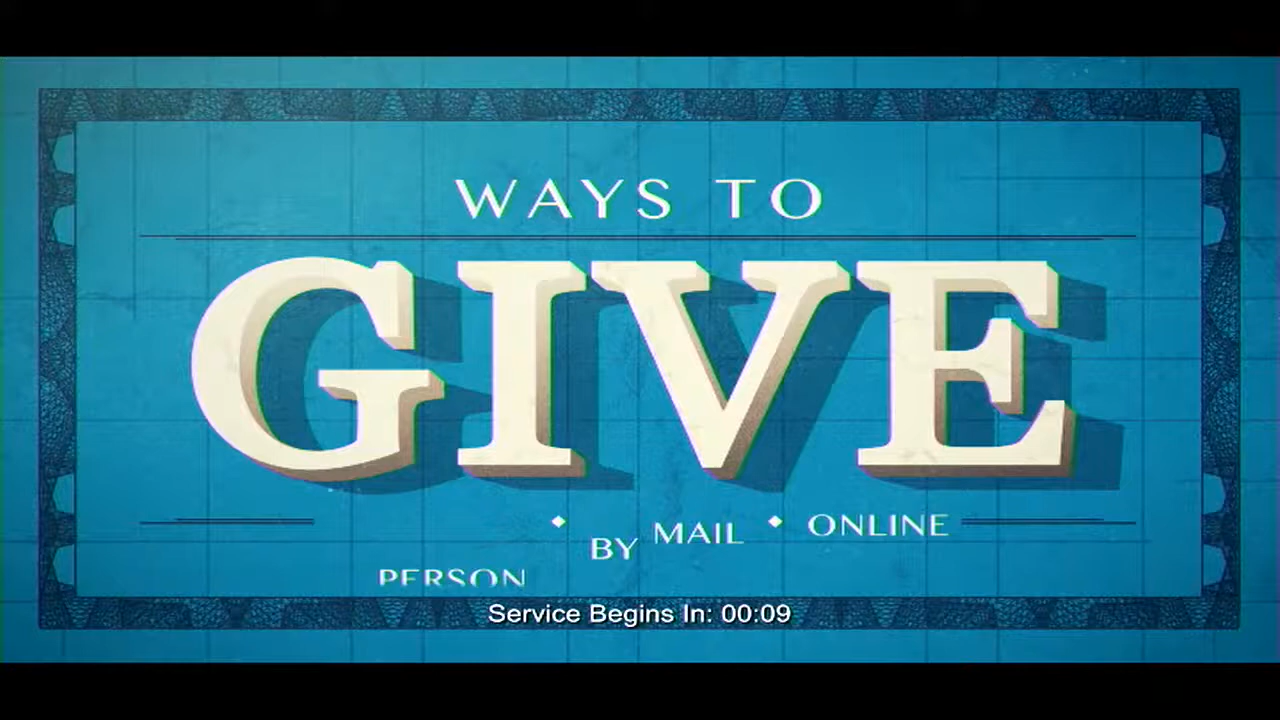 WAYS TO
GIVE
PERSON ◆ BY MAIL ◆ ONLINE
Service Begins In: 00:09